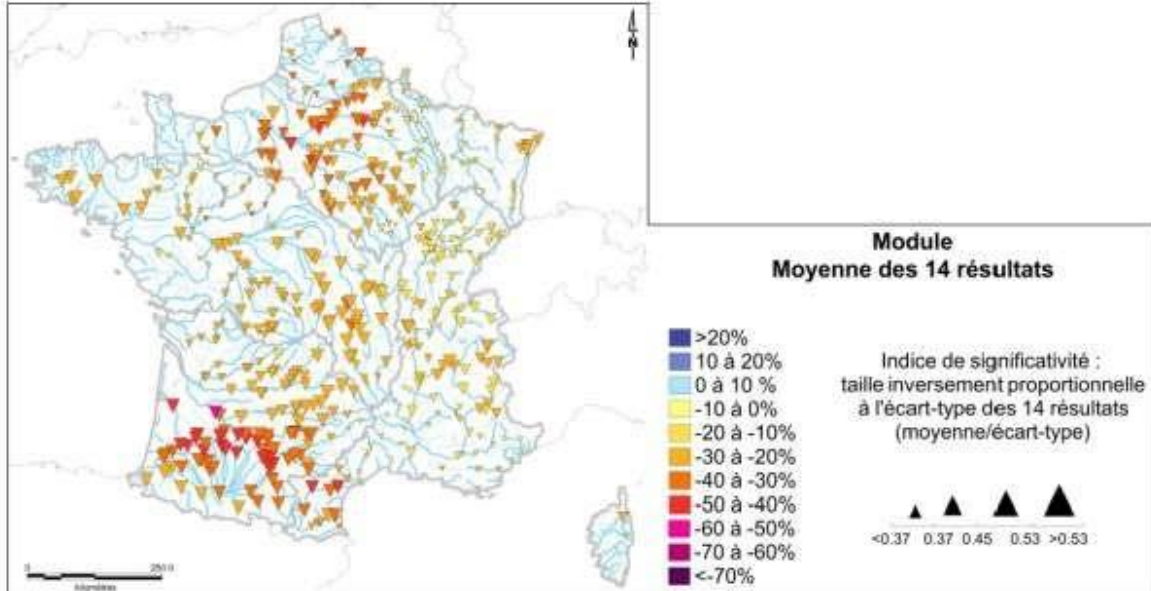 N
Module
Moyenne des 14 résultats
>20%
10 à 20%
0 à 10 %
-10 à 0%
-20 à -10%
-30 à -20%
-40 à -30%
-50 à -40%
-60 à -50%
-70 à -60%
<-70%
Indice de significativité :
taille inversement proportionnelle
à l'écart-type des 14 résultats
(moyenne/écart-type)
<0.37 0.37 0.45 0.53 >0.53
0
kilomètres